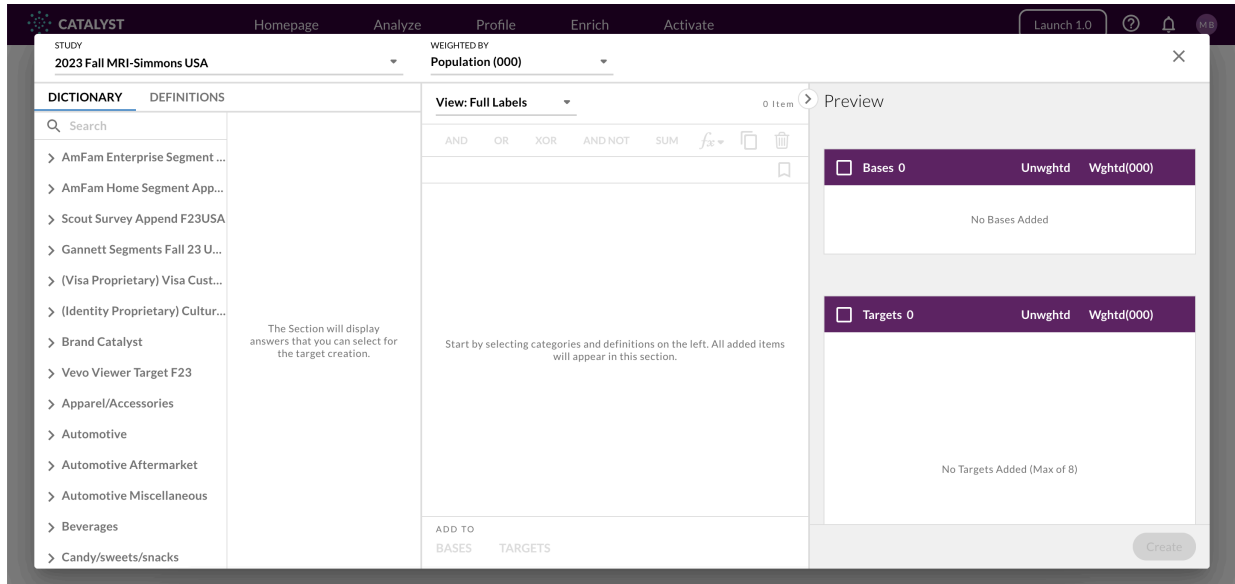 CATALYST
Homepage
Analyze
Profile
Enrich
Activate
Launch 1.0
MB
STUDY
2023 Fall MRI-Simmons USA
WEIGHTED BY
Population (000)
DICTIONARY
DEFINITIONS
Search
AmFam Enterprise Segment ...
AmFam Home Segment App...
Scout Survey Append F23USA
Gannett Segments Fall 23 U...
(Visa Proprietary) Visa Cust...
(Identity Proprietary) Cultur...
Brand Catalyst
Vevo Viewer Target F23
Apparel/Accessories
Automotive
Automotive Aftermarket
Automotive Miscellaneous
Beverages
Candy/sweets/snacks
The Section will display
answers that you can select for
the target creation.
View: Full Labels
0 Item
AND
OR
XOR
AND NOT
SUM
fx
Start by selecting categories and definitions on the left. All added items
will appear in this section.
ADD TO
BASES
TARGETS
Preview
Bases 0
Unwghtd
Wghtd(000)
No Bases Added
Targets 0
Unwghtd
Wghtd(000)
No Targets Added (Max of 8)
Create